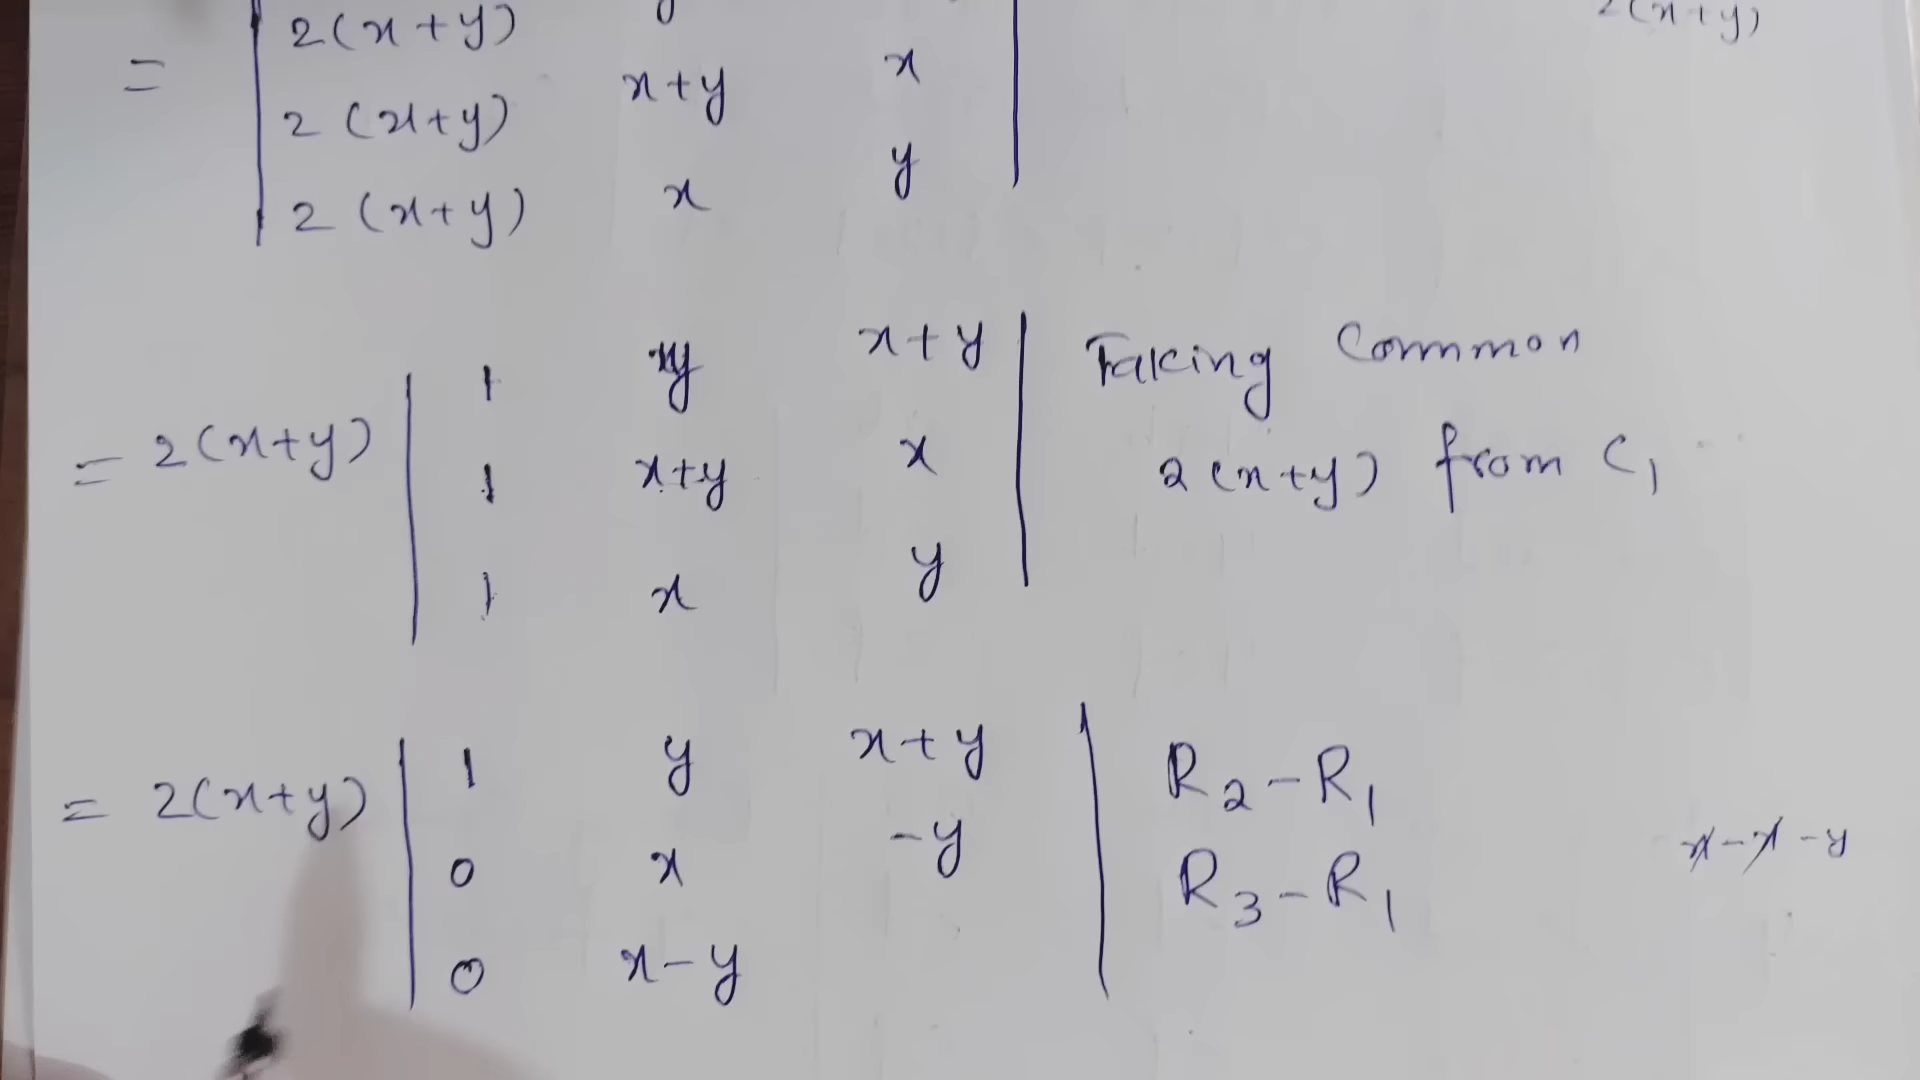 2(x+y) y 2(x+y)
= 2(x+y) x+y x
2(x+y) x y
1 y x+y Taking Common
= 2(x+y) 1 x+y x 2(x+y) from C1
1 x y
1 y x+y R2-R1
= 2(x+y) 0 x -y R3-R1 x-x-y
0 x-y